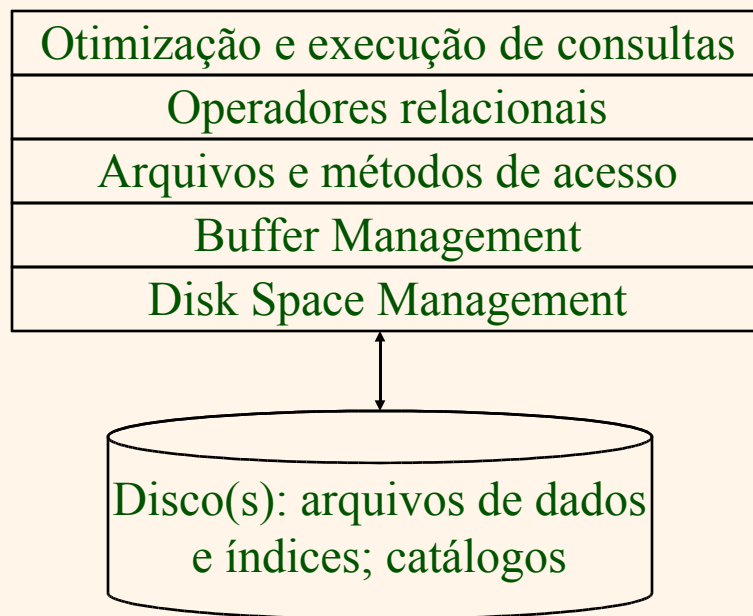 Otimização e execução de consultas
Operadores relacionais
Arquivos e métodos de acesso
Buffer Management
Disk Space Management
Disco(s): arquivos de dados
e índices; catálogos